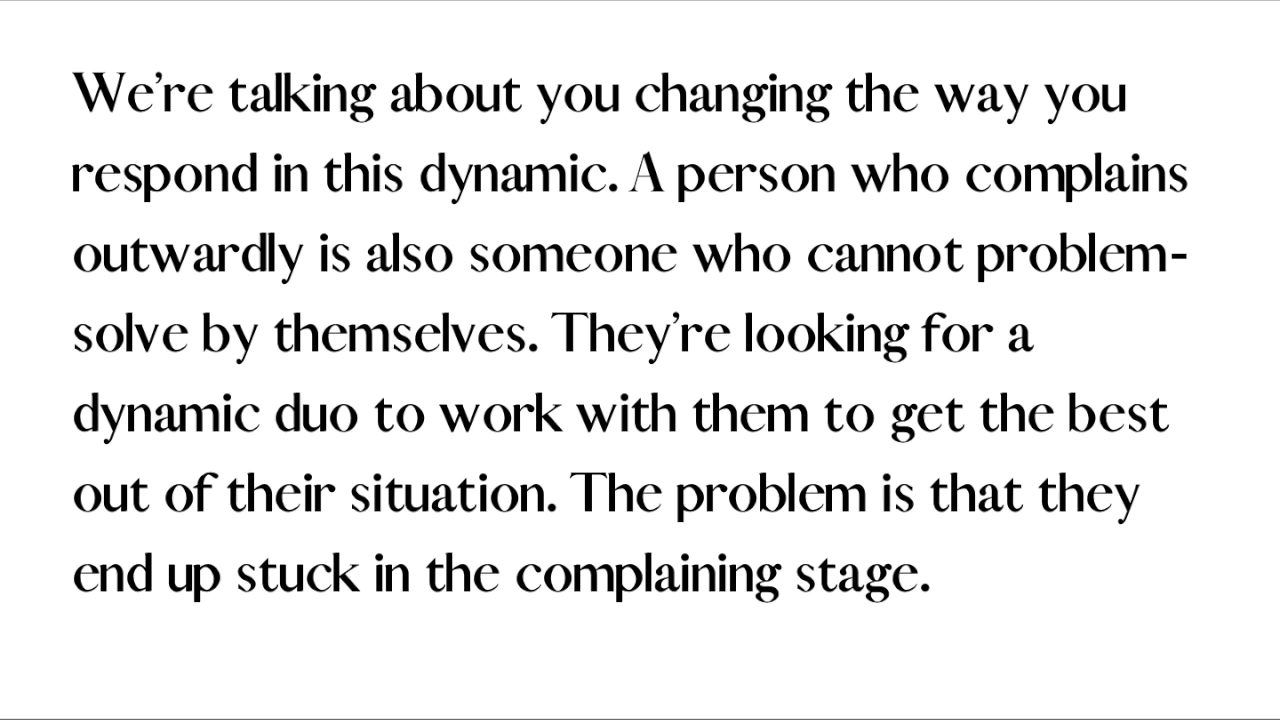 We’re talking about you changing the way you
respond in this dynamic. A person who complains
outwardly is also someone who cannot problem-
solve by themselves. They’re looking for a
dynamic duo to work with them to get the best
out of their situation. The problem is that they
end up stuck in the complaining stage.